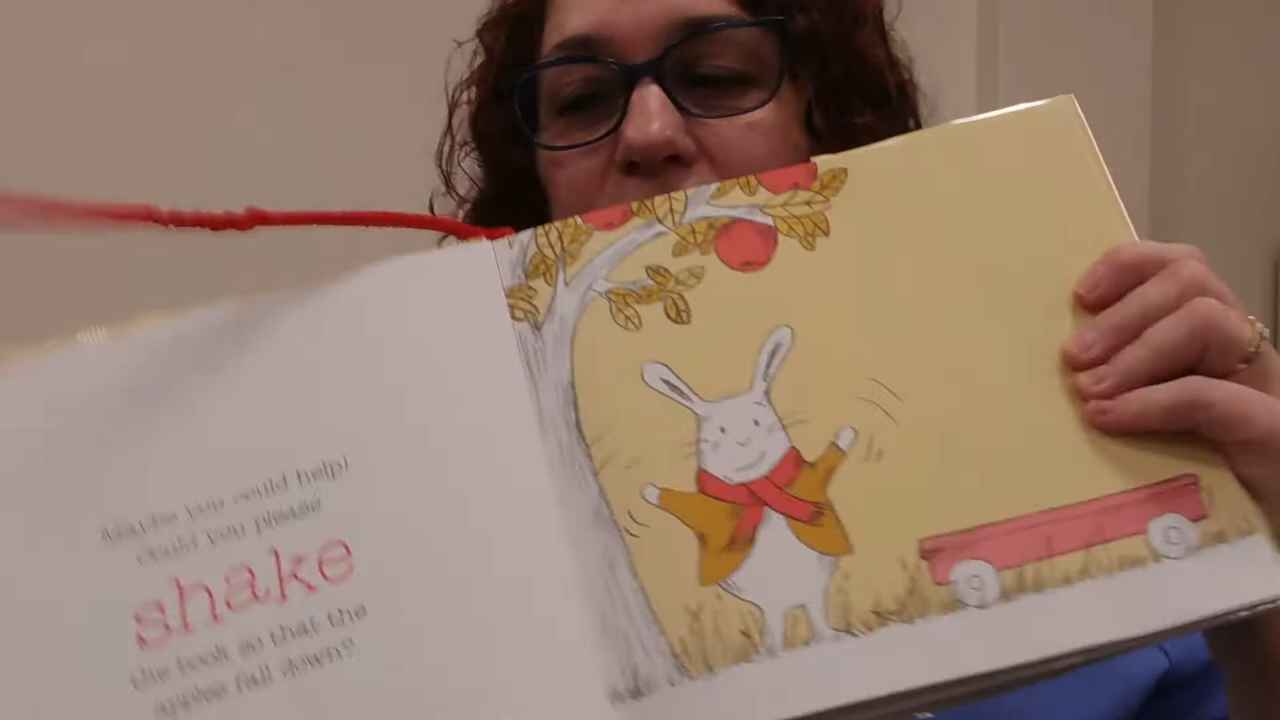 Maybe you could help!
Could you please
shake
the book so that the
apples fall down?